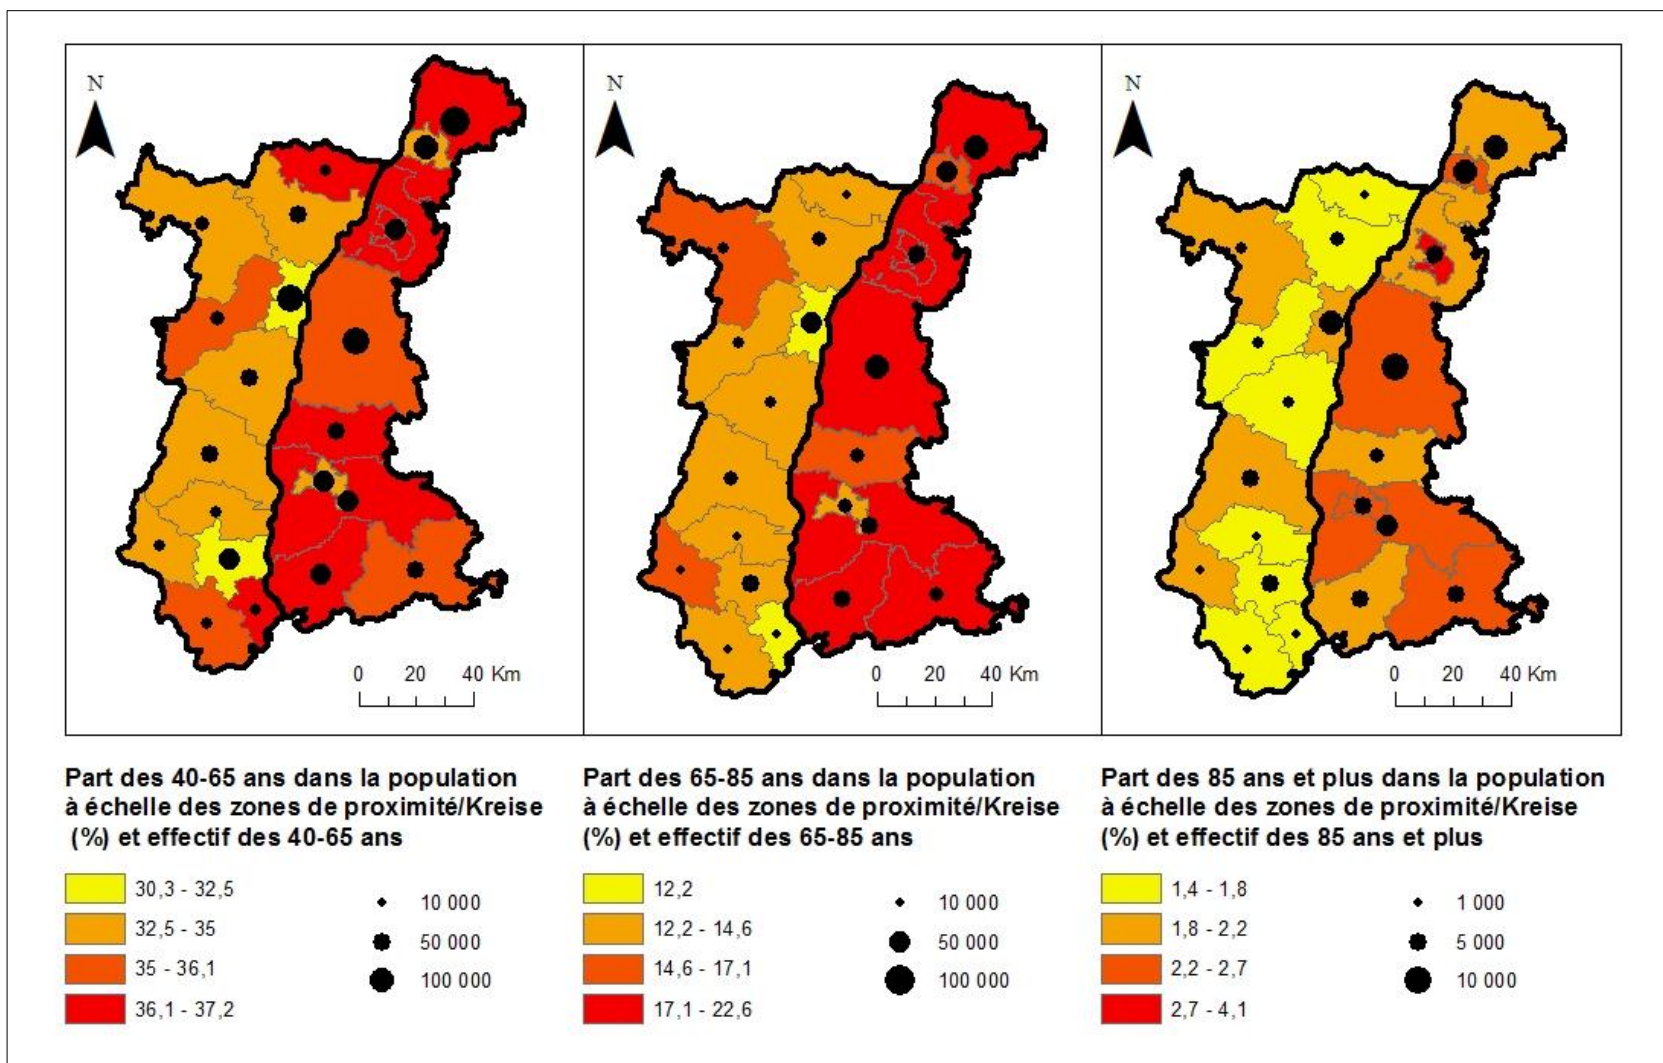 N
0 20 40 Km
N
0 20 40 Km
N
0 20 40 Km
Part des 40-65 ans dans la population
à échelle des zones de proximité/Kreise
(%) et effectif des 40-65 ans
30,3 - 32,5
32,5 - 35
35 - 36,1
36,1 - 37,2
10 000
50 000
100 000
Part des 65-85 ans dans la population
à échelle des zones de proximité/Kreise
(%) et effectif des 65-85 ans
12,2
12,2 - 14,6
14,6 - 17,1
17,1 - 22,6
10 000
50 000
100 000
Part des 85 ans et plus dans la population
à échelle des zones de proximité/Kreise
(%) et effectif des 85 ans et plus
1,4 - 1,8
1,8 - 2,2
2,2 - 2,7
2,7 - 4,1
1 000
5 000
10 000